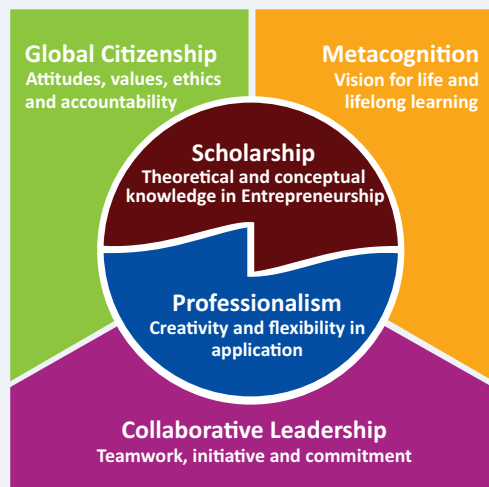 Global Citizenship
Attitudes, values, ethics
and accountability
Metacognition
Vision for life and
lifelong learning
Scholarship
Theoretical and conceptual
knowledge in Entrepreneurship
Professionalism
Creativity and flexibility in
application
Collaborative Leadership
Teamwork, initiative and commitment